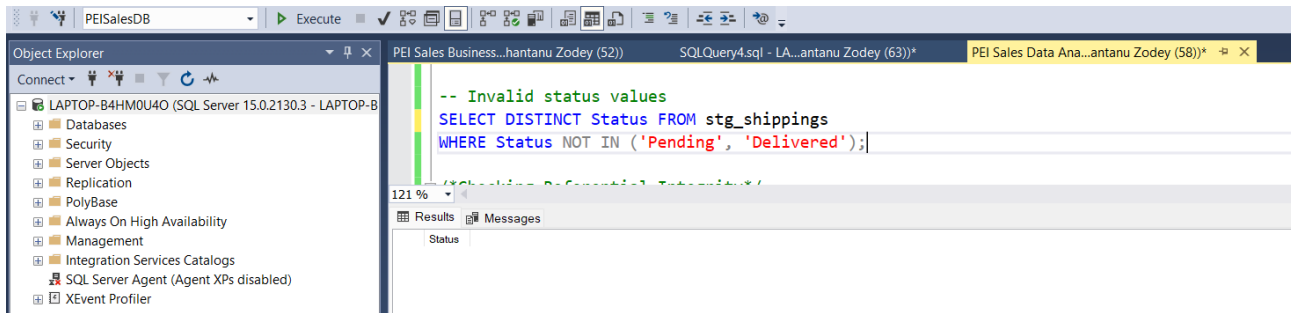 PEISalesDB Execute
Object Explorer
Connect
LAPTOP-B4HM0U4O (SQL Server 15.0.2130.3 - LAPTOP-B
Databases
Security
Server Objects
Replication
PolyBase
Always On High Availability
Management
Integration Services Catalogs
SQL Server Agent (Agent XPs disabled)
XEvent Profiler
PEI Sales Business...hantanu Zodey (52)) SQLQuery4.sql - LA...antanu Zodey (63))* PEI Sales Data Ana...antanu Zodey (58))*
-- Invalid status values
SELECT DISTINCT Status FROM stg_shippings
WHERE Status NOT IN ('Pending', 'Delivered');
/*Checking Referential Integrity*/
121 %
Results Messages
Status